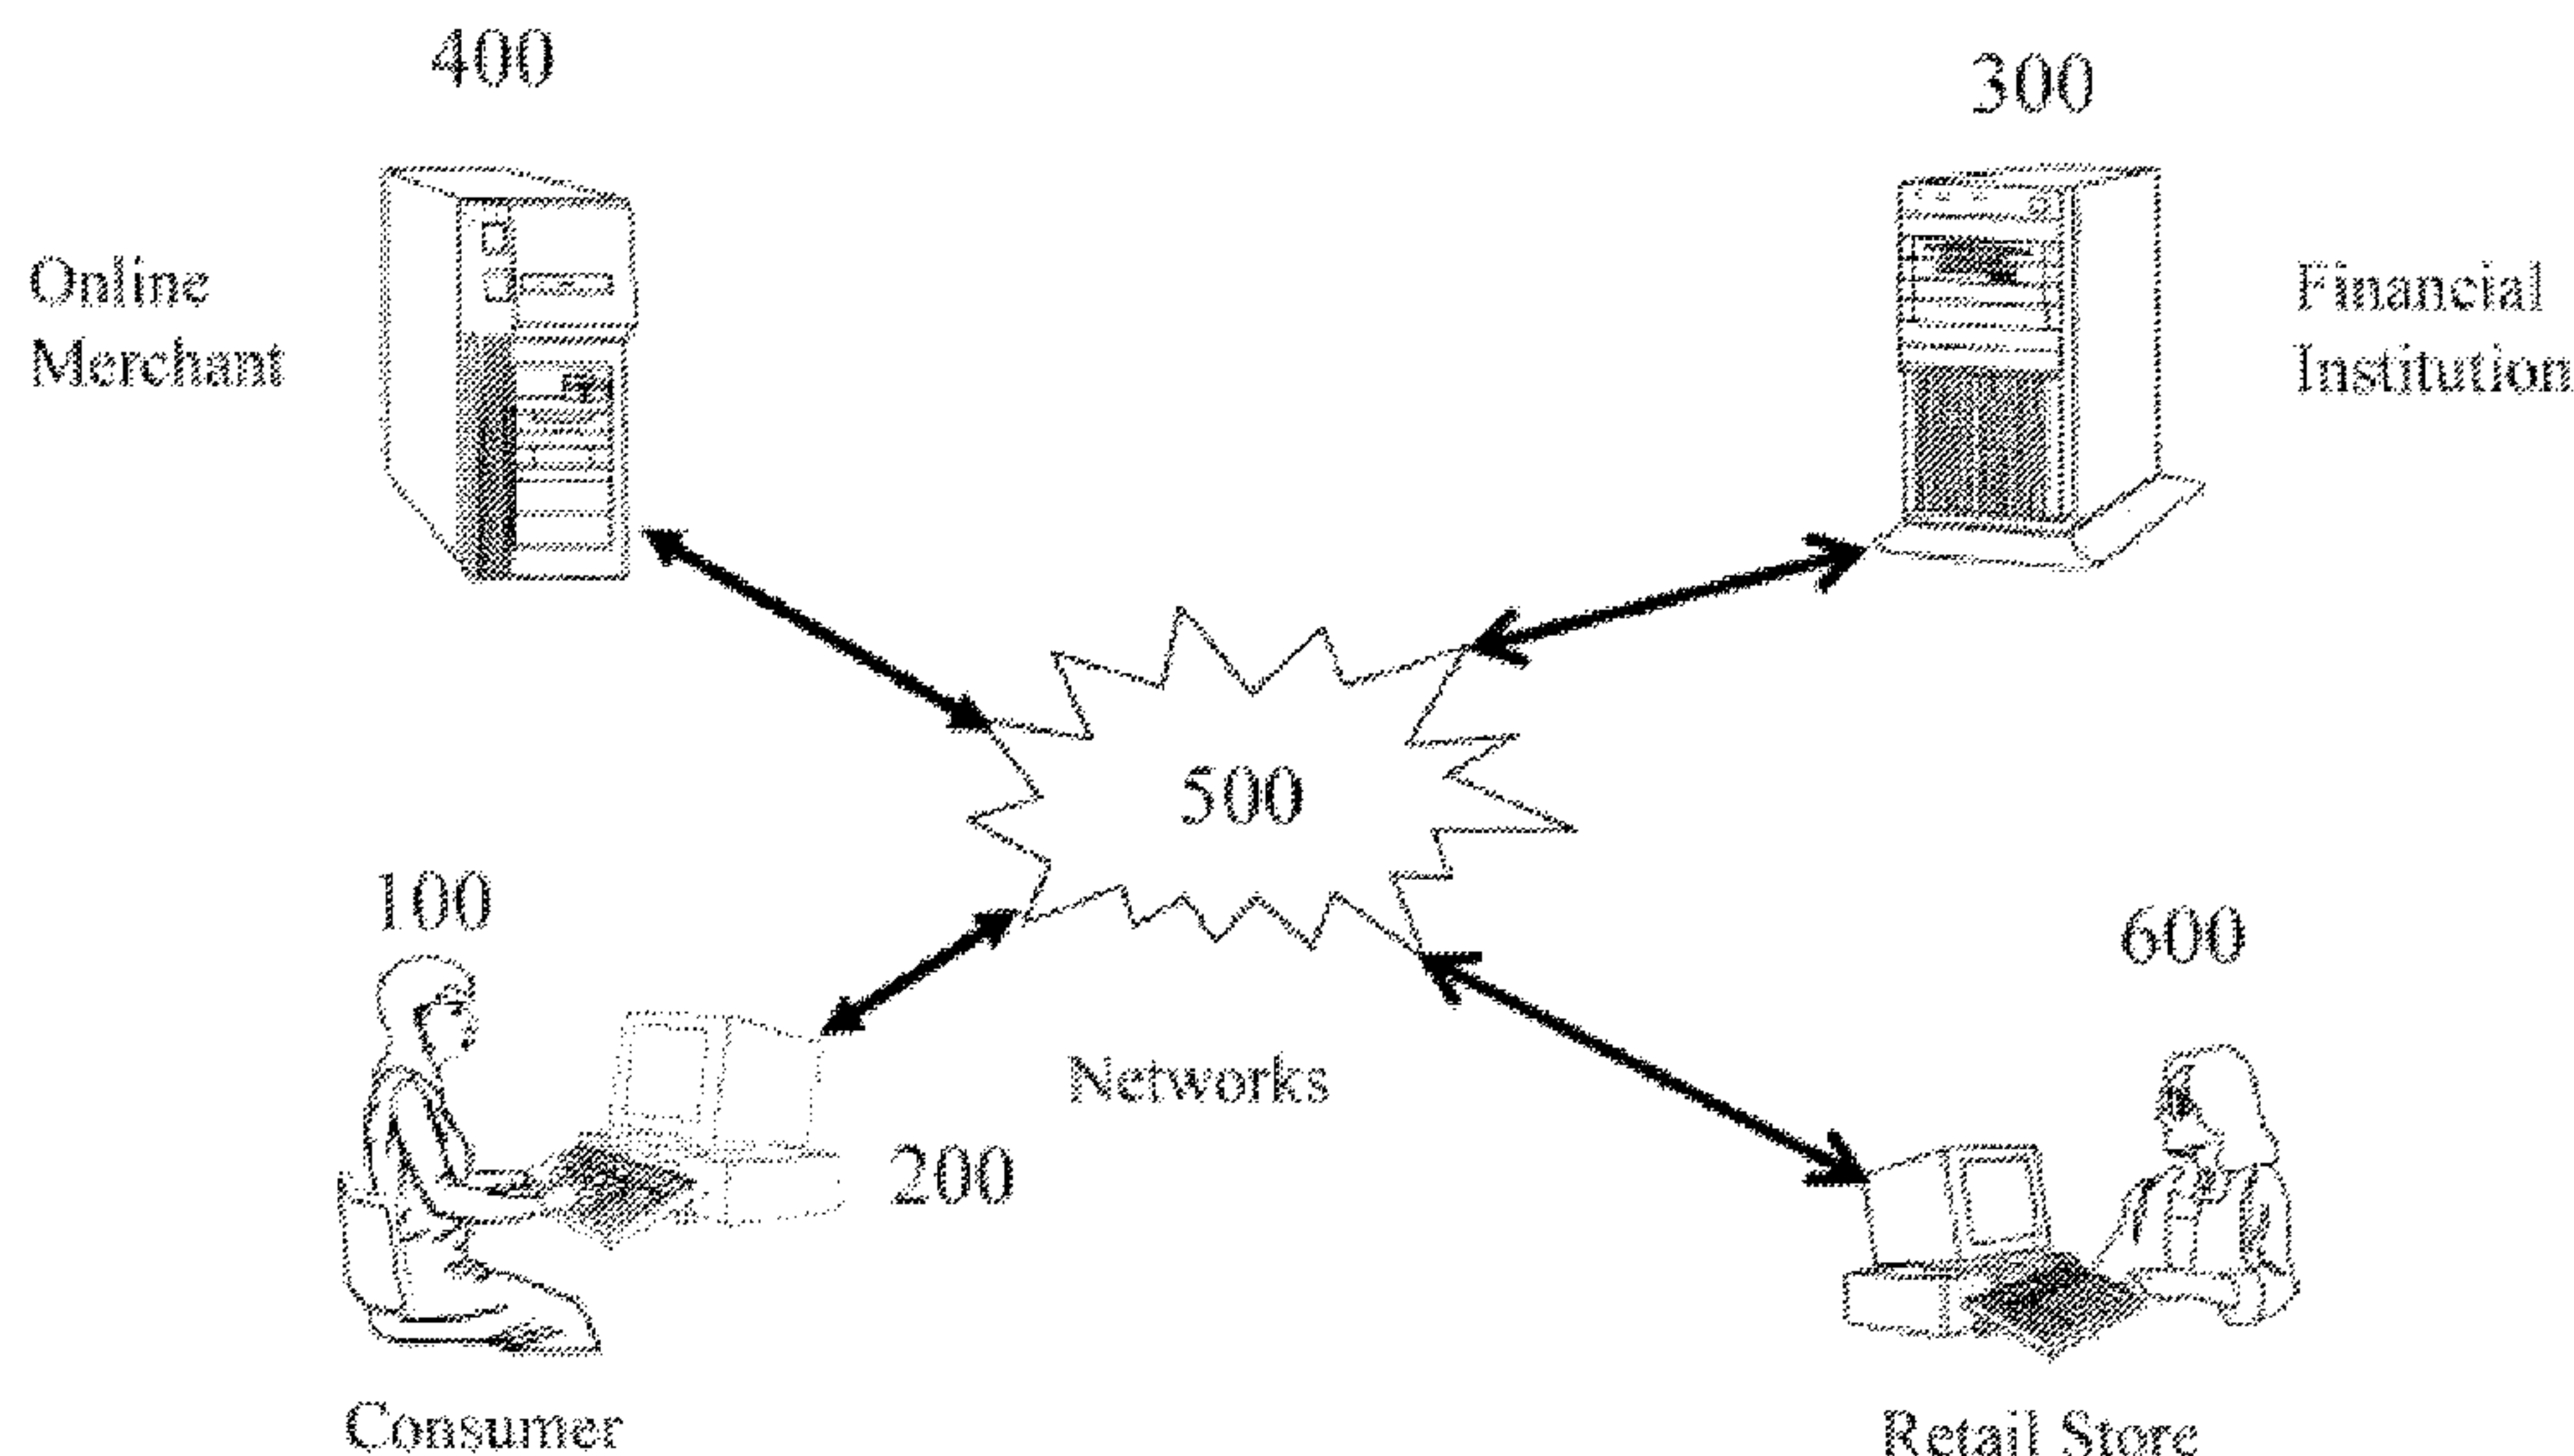 400
300
Online
Merchant
Financial
Institution
500
100
600
Networks
200
Consumer
Retail Store